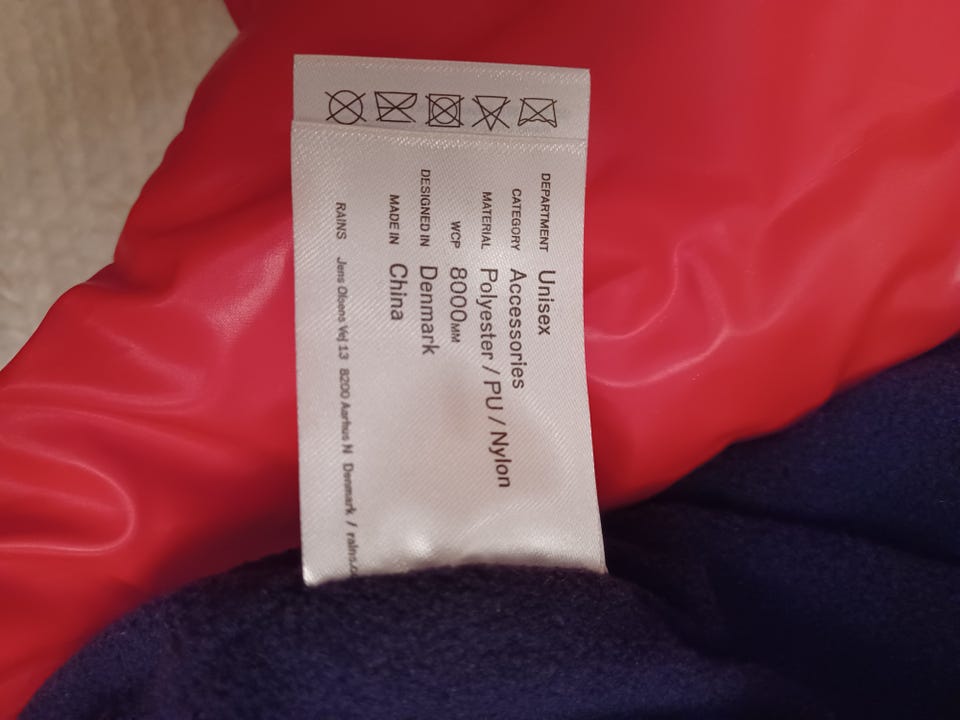 DEPARTMENT Unisex
CATEGORY Accessories
MATERIAL Polyester / PU / Nylon
WCP 8000MM
DESIGNED IN Denmark
MADE IN China
RAINS Jens Olsens Vej 13 8200 Aarhus N Denmark /